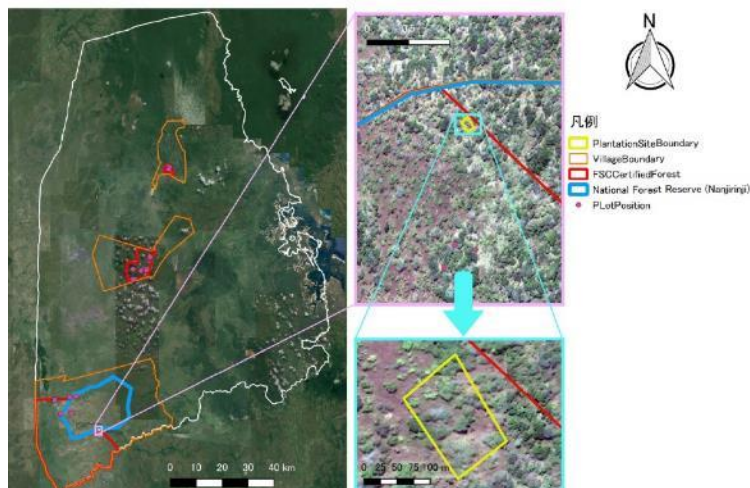 N
凡例
PlantationSiteBoundary
VillageBoundary
FSCCertifiedForest
National Forest Reserve (Nanjirinji)
PLotPosition
0 10 20 30 40 km
0 25 50 75 100 m